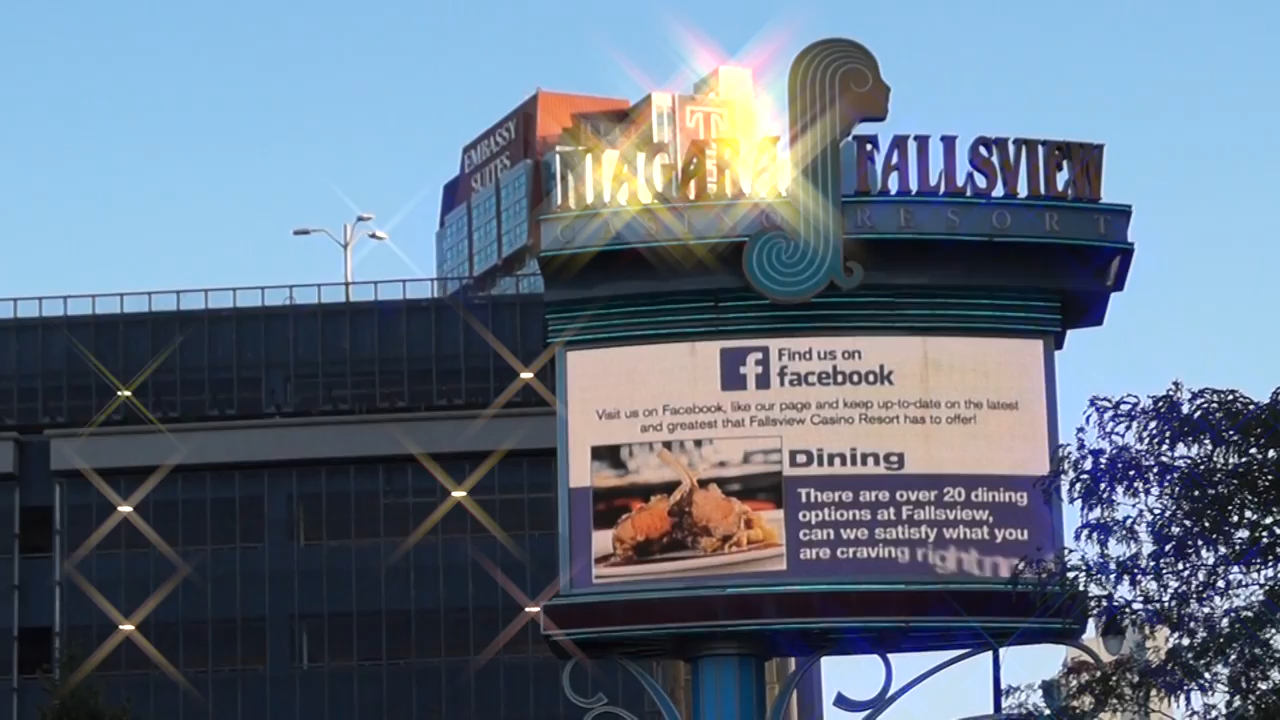 EMBASSY
SUITES
NIAGARA FALLSVIEW
CASINO RESORT
f Find us on
facebook
Visit us on Facebook, like our page and keep up-to-date on the latest
and greatest that Fallsview Casino Resort has to offer!
Dining
There are over 20 dining
options at Fallsview,
can we satisfy what you
are craving right